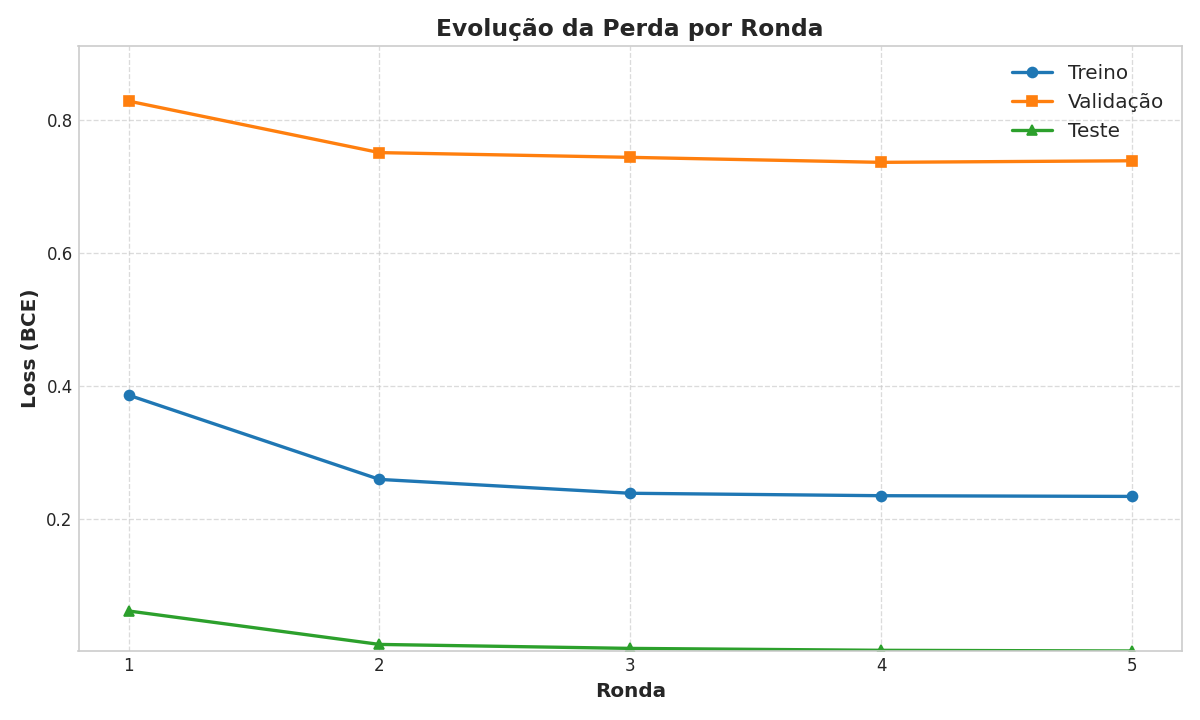 Evolução da Perda por Ronda
Treino
Validação
Teste
Loss (BCE)
0.8
0.6
0.4
0.2
1 2 3 4 5
Ronda